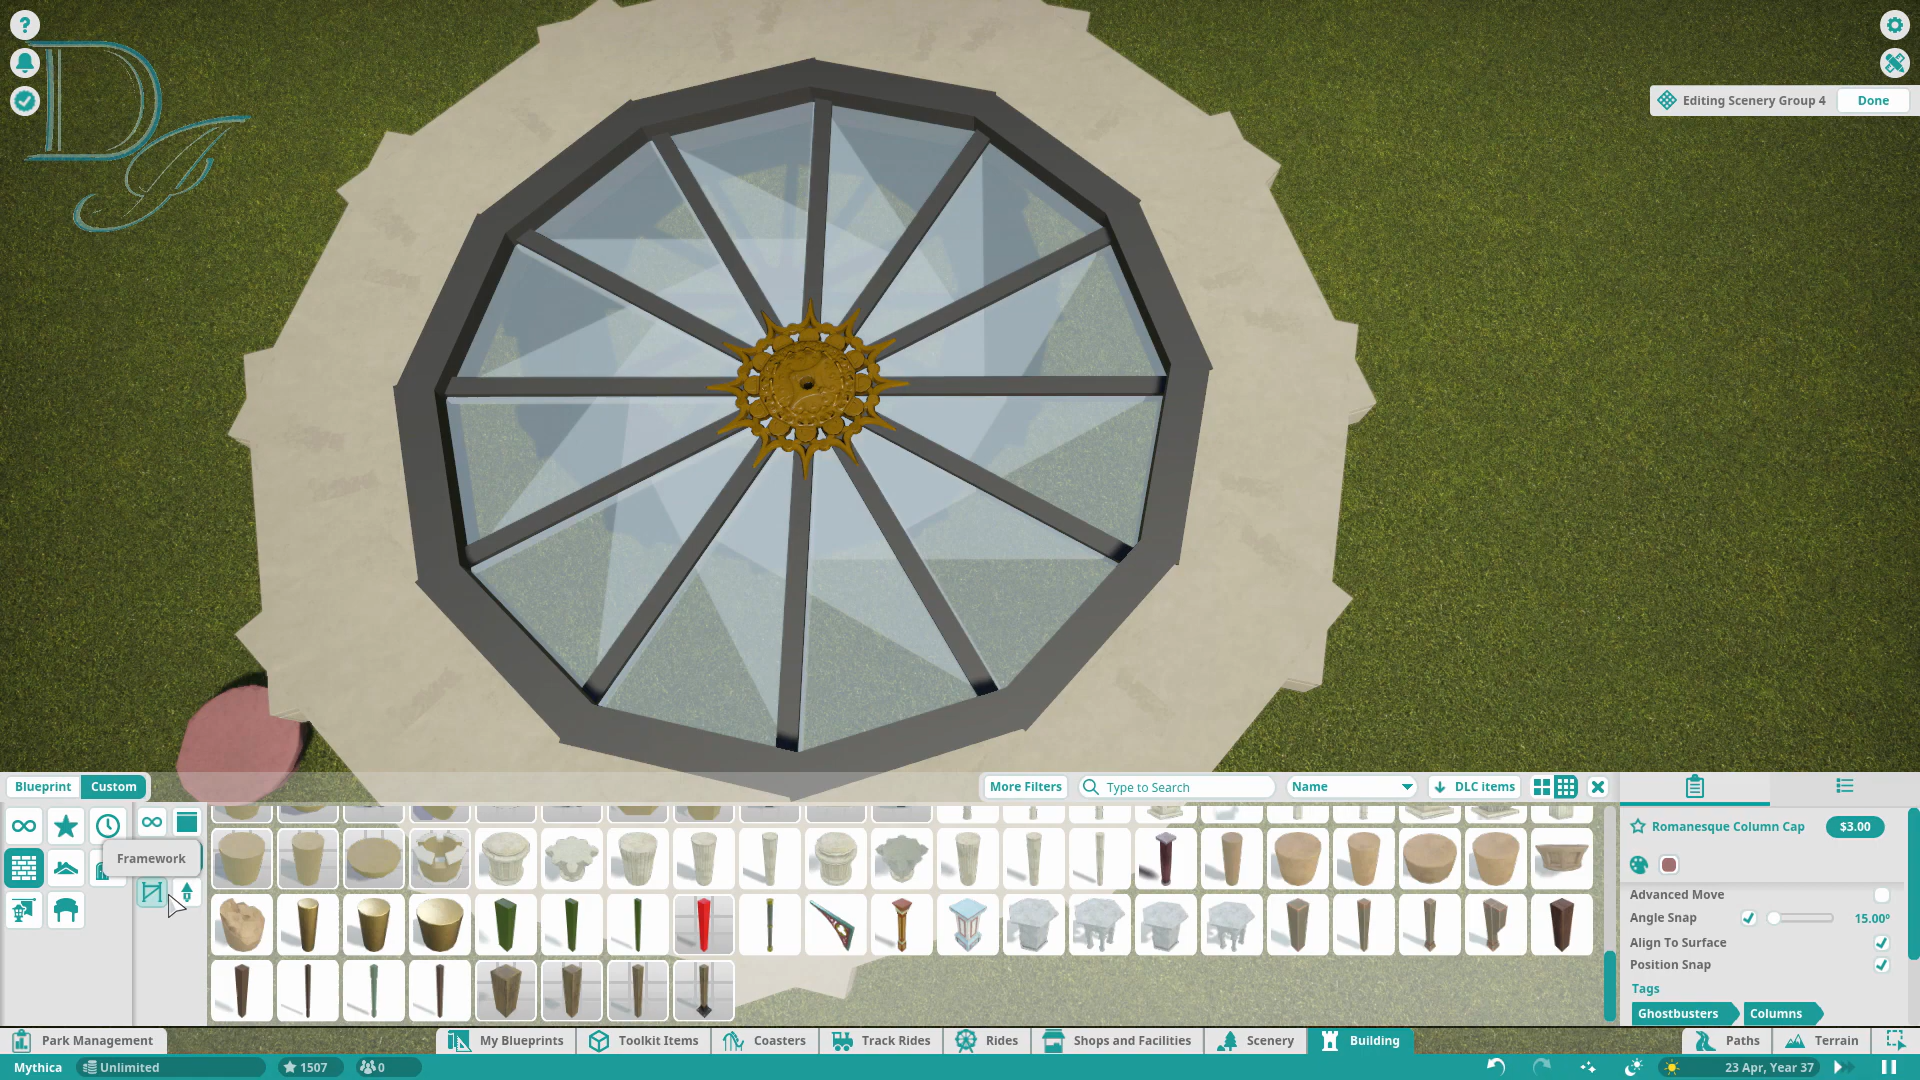 ?
DJ
Editing Scenery Group 4
Done
Blueprint
Custom
More Filters
Type to Search
Name
DLC items
Framework
Romanesque Column Cap
$3.00
Advanced Move
Angle Snap
15.00°
Align To Surface
Position Snap
Tags
Ghostbusters
Columns
Park Management
My Blueprints
Toolkit Items
Coasters
Track Rides
Rides
Shops and Facilities
Scenery
Building
Paths
Terrain
Mythica
Unlimited
1507
0
23 Apr, Year 37